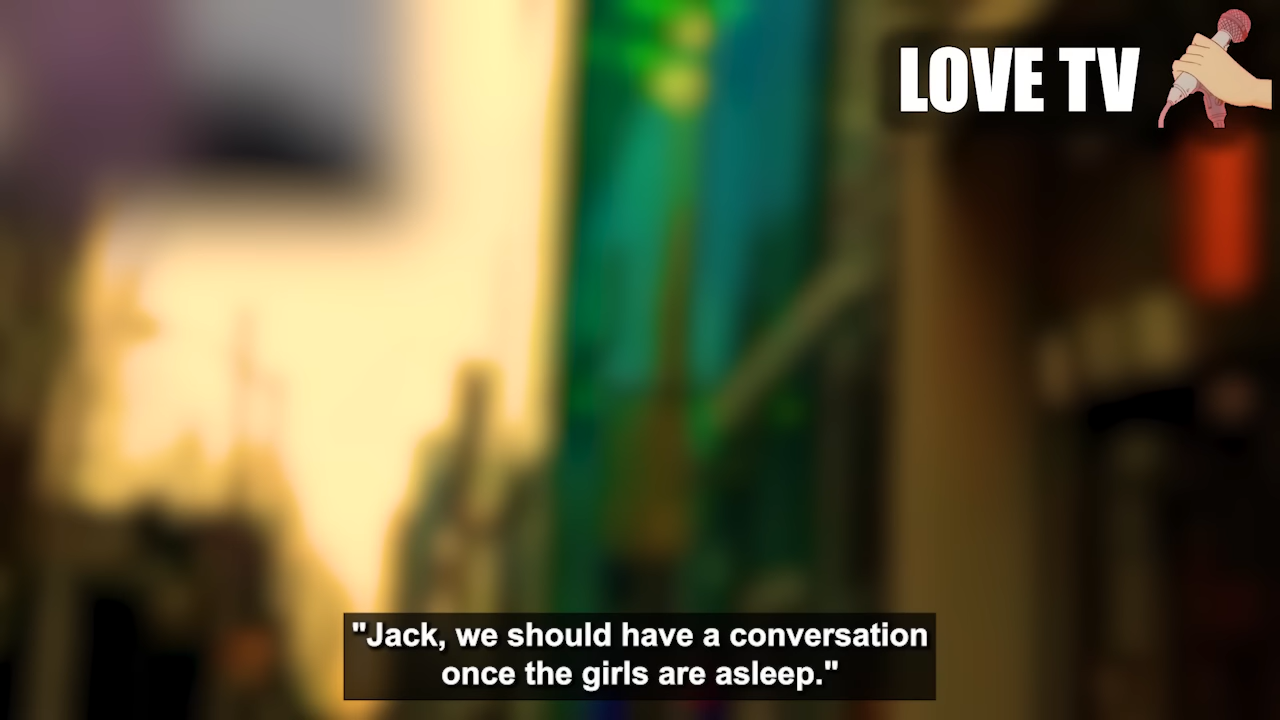 LOVE TV
"Jack, we should have a conversation
once the girls are asleep."